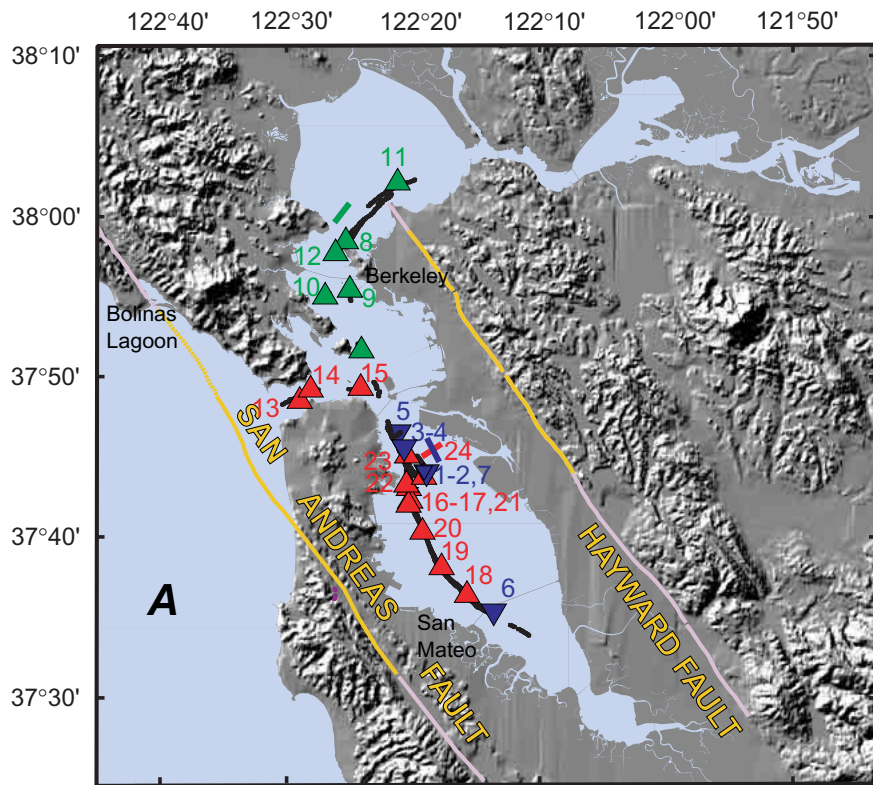 122°40' 122°30' 122°20' 122°10' 122°00' 121°50'
38°10'
11
38°00'
8
12
Berkeley
10
9
Bolinas
Lagoon
37°50'
14
15
13
5
3-4
24
23
1-2,7
22
16-17,21
37°40'
20
19
18
6
A
San
Mateo
37°30'
SAN
ANDREAS
FAULT
HAYWARD FAULT